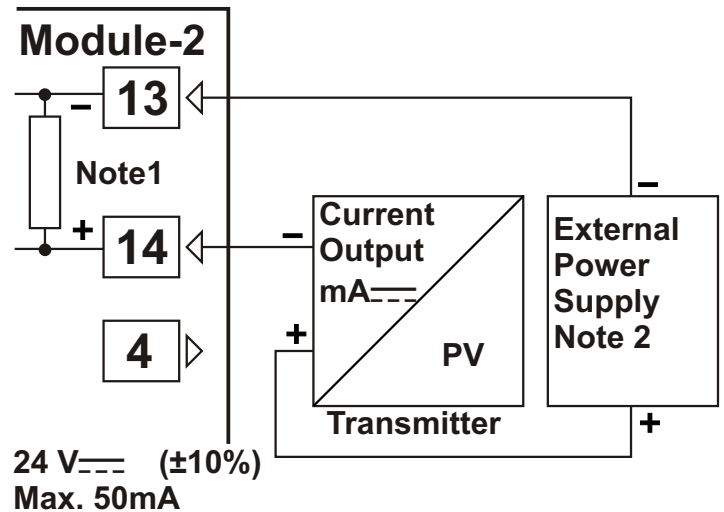 Module-2
− 13
Note1
+ 14
4
24 V⎓ (±10%)
Max. 50mA
− Current
Output
mA⎓
+
PV
Transmitter
−
External
Power
Supply
Note 2
+